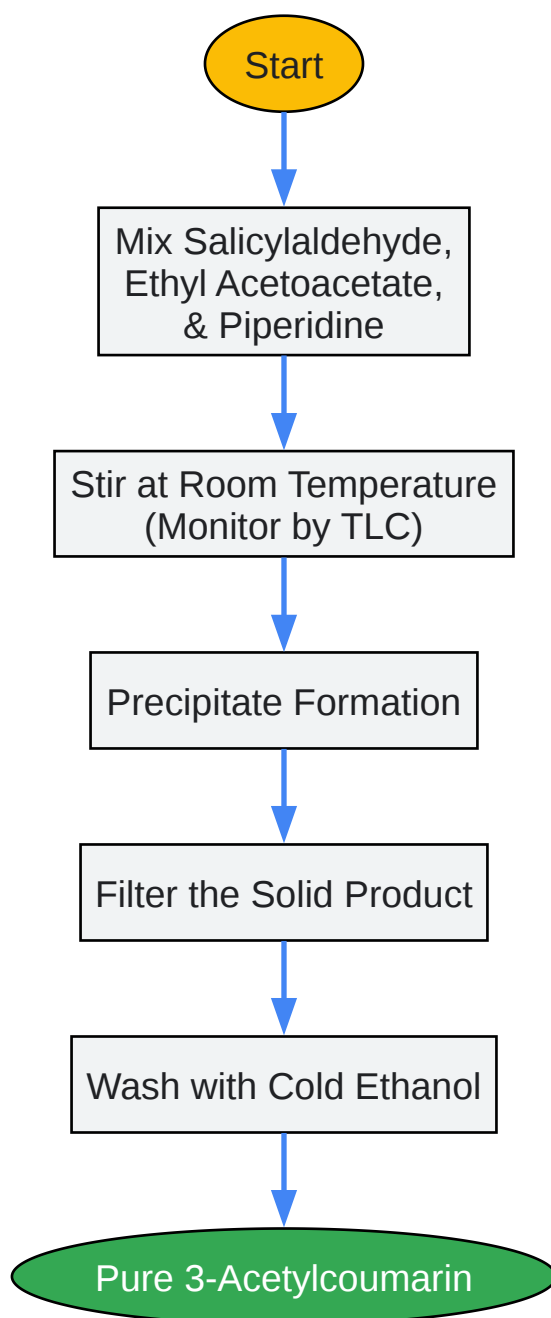 Start
Mix Salicylaldehyde,
Ethyl Acetoacetate,
& Piperidine
Stir at Room Temperature
(Monitor by TLC)
Precipitate Formation
Filter the Solid Product
Wash with Cold Ethanol
Pure 3-Acetylcoumarin